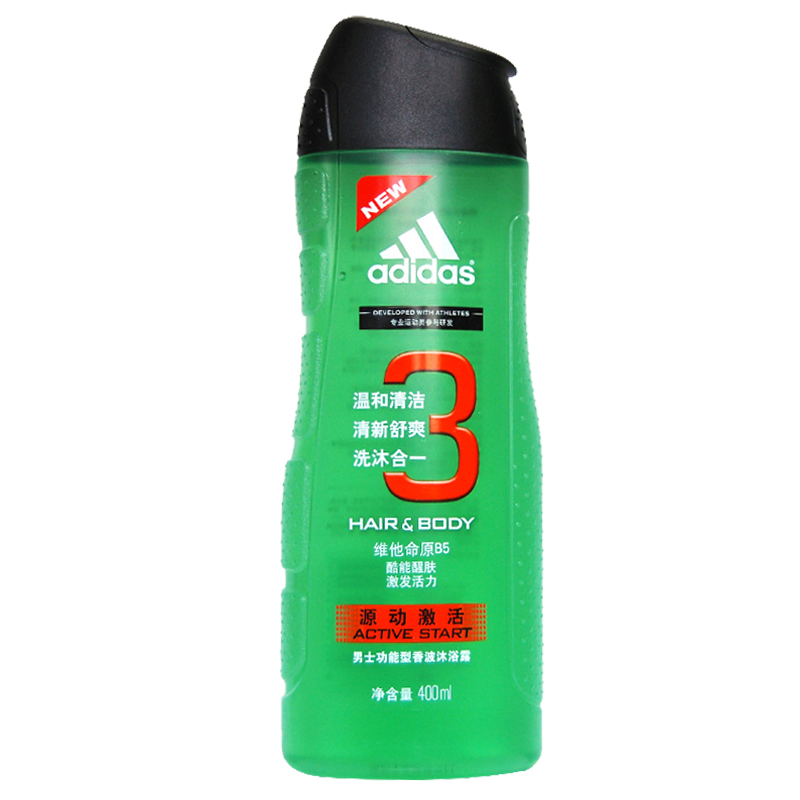 NEW
adidas®
DEVELOPED WITH ATHLETES
专业运动员参与研发
3
温和清洁
清新舒爽
洗沐合一
HAIR & BODY
维他命原B5
酷能醒肤
激发活力
源动激活
ACTIVE START
男士功能型香波沐浴露
净含量 400ml